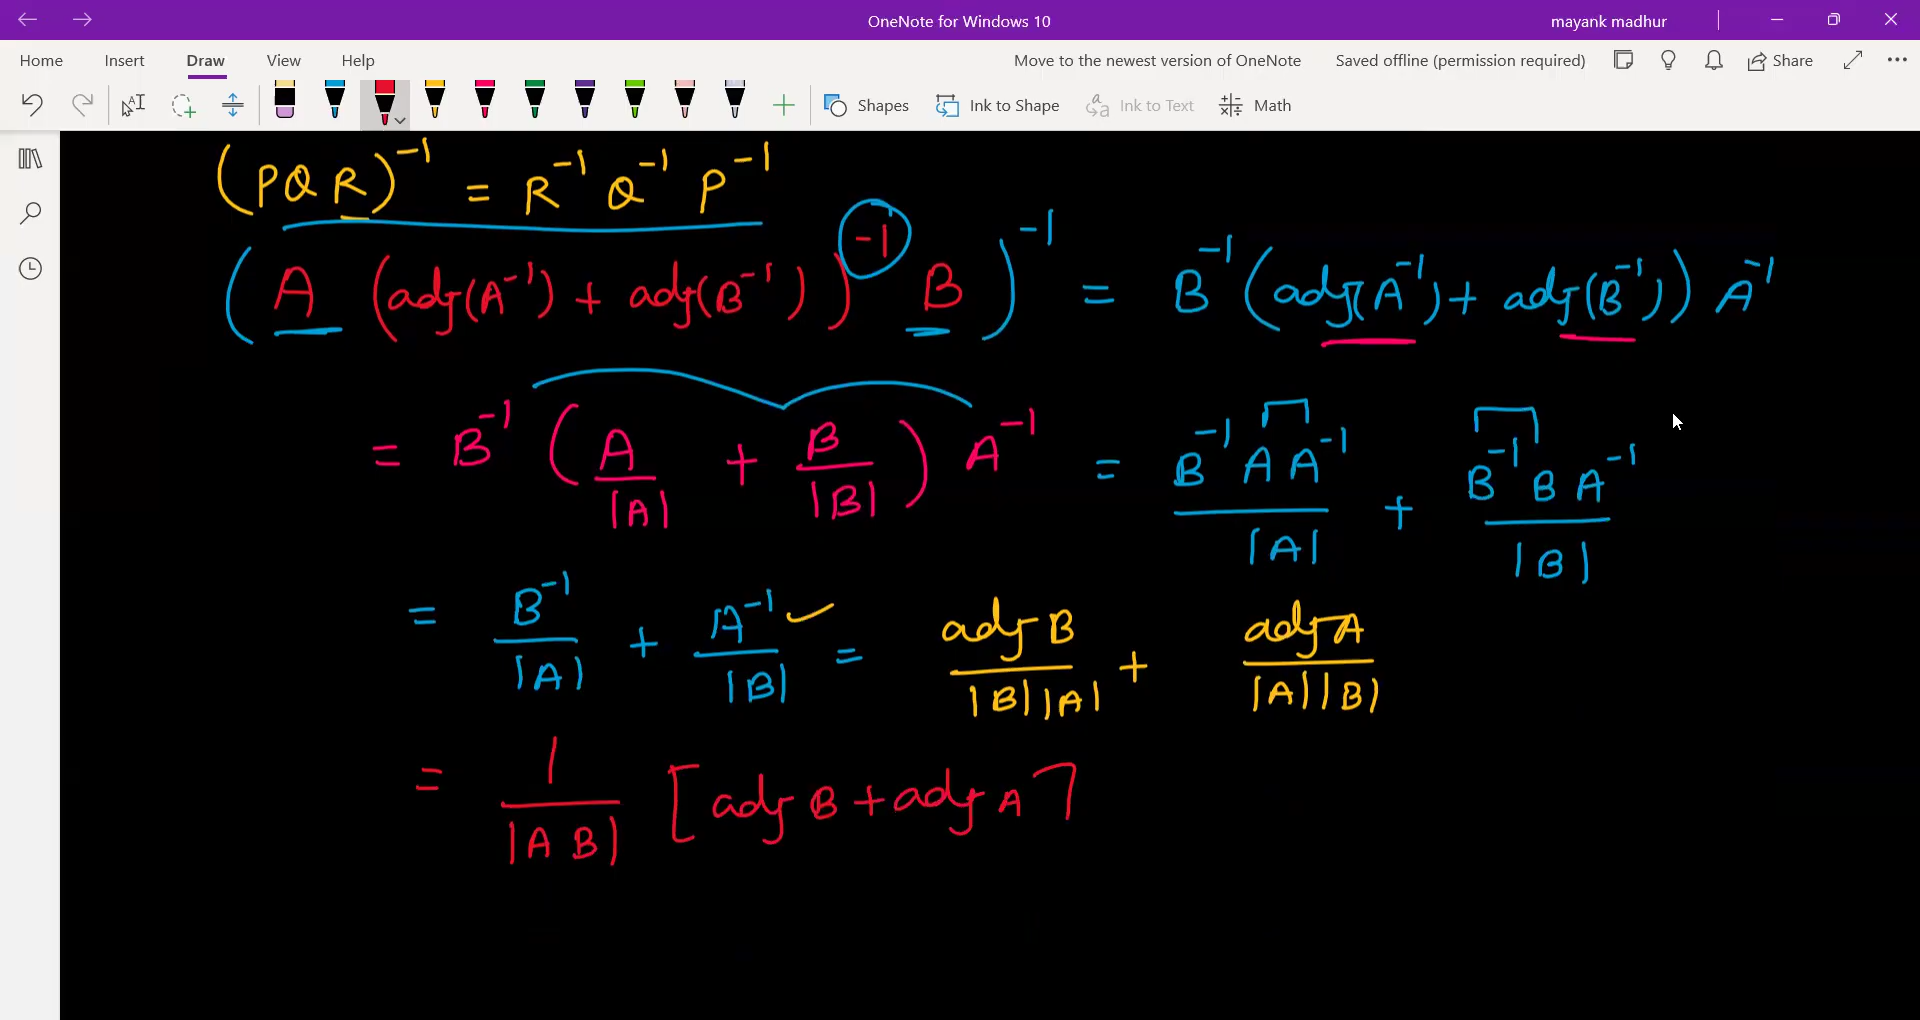 OneNote for Windows 10
mayank madhur
Home Insert Draw View Help
Move to the newest version of OneNote Saved offline (permission required) Share
Shapes Ink to Shape Ink to Text Math
(PQR)⁻¹ = R⁻¹ Q⁻¹ P⁻¹
(A (adj(A⁻¹) + adj(B⁻¹))⁻¹ B)⁻¹ = B⁻¹ (adj(A⁻¹) + adj(B⁻¹)) A⁻¹
= B⁻¹ (A/|A| + B/|B|) A⁻¹ = B⁻¹AA⁻¹/|A| + B⁻¹BA⁻¹/|B|
= B⁻¹/|A| + A⁻¹/|B| = adj B/|B||A| + adj A/|A||B|
= 1/|AB| [adj B + adj A]